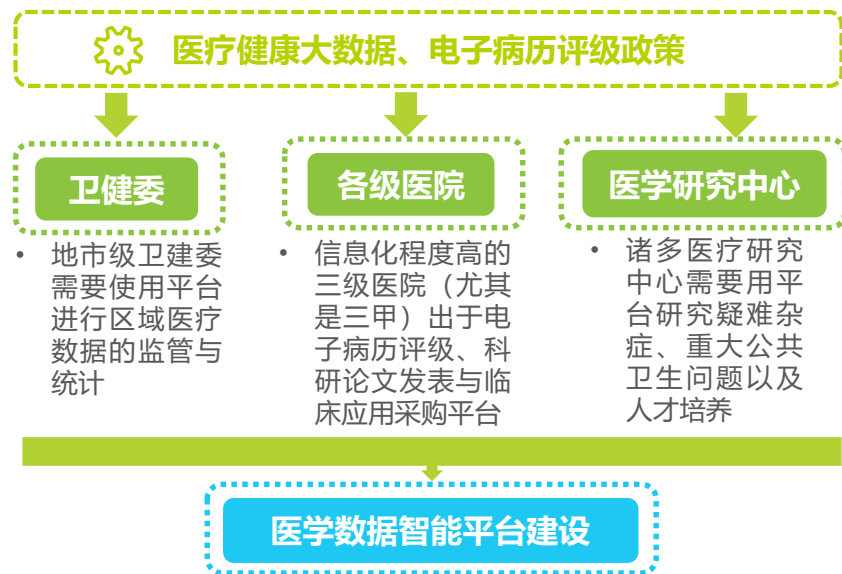 医疗健康大数据、电子病历评级政策
卫健委
各级医院
医学研究中心
• 地市级卫建委
需要使用平台
进行区域医疗
数据的监管与
统计
• 信息化程度高的
三级医院（尤其
是三甲）出于电
子病历评级、科
研论文发表与临
床应用采购平台
• 诸多医疗研究
中心需要用平
台研究疑难杂
症、重大公共
卫生问题以及
人才培养
医学数据智能平台建设